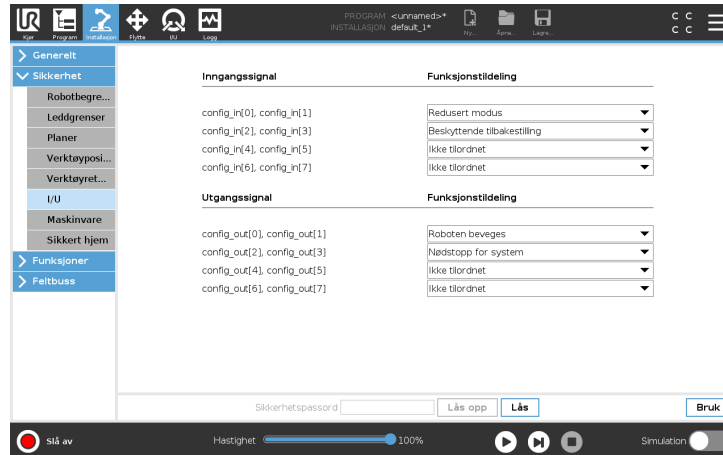 UR
Kjør Program Installasjon Flytte I/U Logg
PROGRAM <unnamed>*
INSTALLASJON default_1*
Ny... Åpne... Lagre...
C C
C C
Generelt
Sikkerhet
Robotbegre...
Leddgrenser
Planer
Verktøyposi...
Verktøyret...
I/U
Maskinvare
Sikkert hjem
Funksjoner
Feltbuss
Inngangssignal Funksjonstildeling
config_in[0], config_in[1] Redusert modus
config_in[2], config_in[3] Beskyttende tilbakestilling
config_in[4], config_in[5] Ikke tilordnet
config_in[6], config_in[7] Ikke tilordnet
Utgangssignal Funksjonstildeling
config_out[0], config_out[1] Roboten beveges
config_out[2], config_out[3] Nødstopp for system
config_out[4], config_out[5] Ikke tilordnet
config_out[6], config_out[7] Ikke tilordnet
Sikkerhetspassord Lås opp Lås Bruk
Slå av Hastighet 100% Simulation